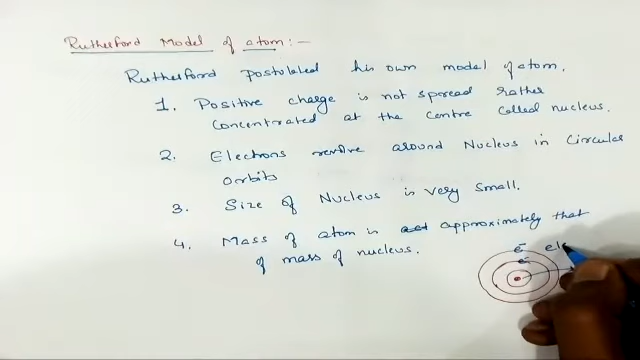 Rutherford Model of atom:-
Rutherford postulated his own model of atom.
1. Positive charge is not spread rather
concentrated at the centre called nucleus.
2. Electrons revolve around Nucleus in Circular
orbits
3. Size of Nucleus is very small.
4. Mass of atom is approximately that
of mass of nucleus.
e⁻ el
e⁻